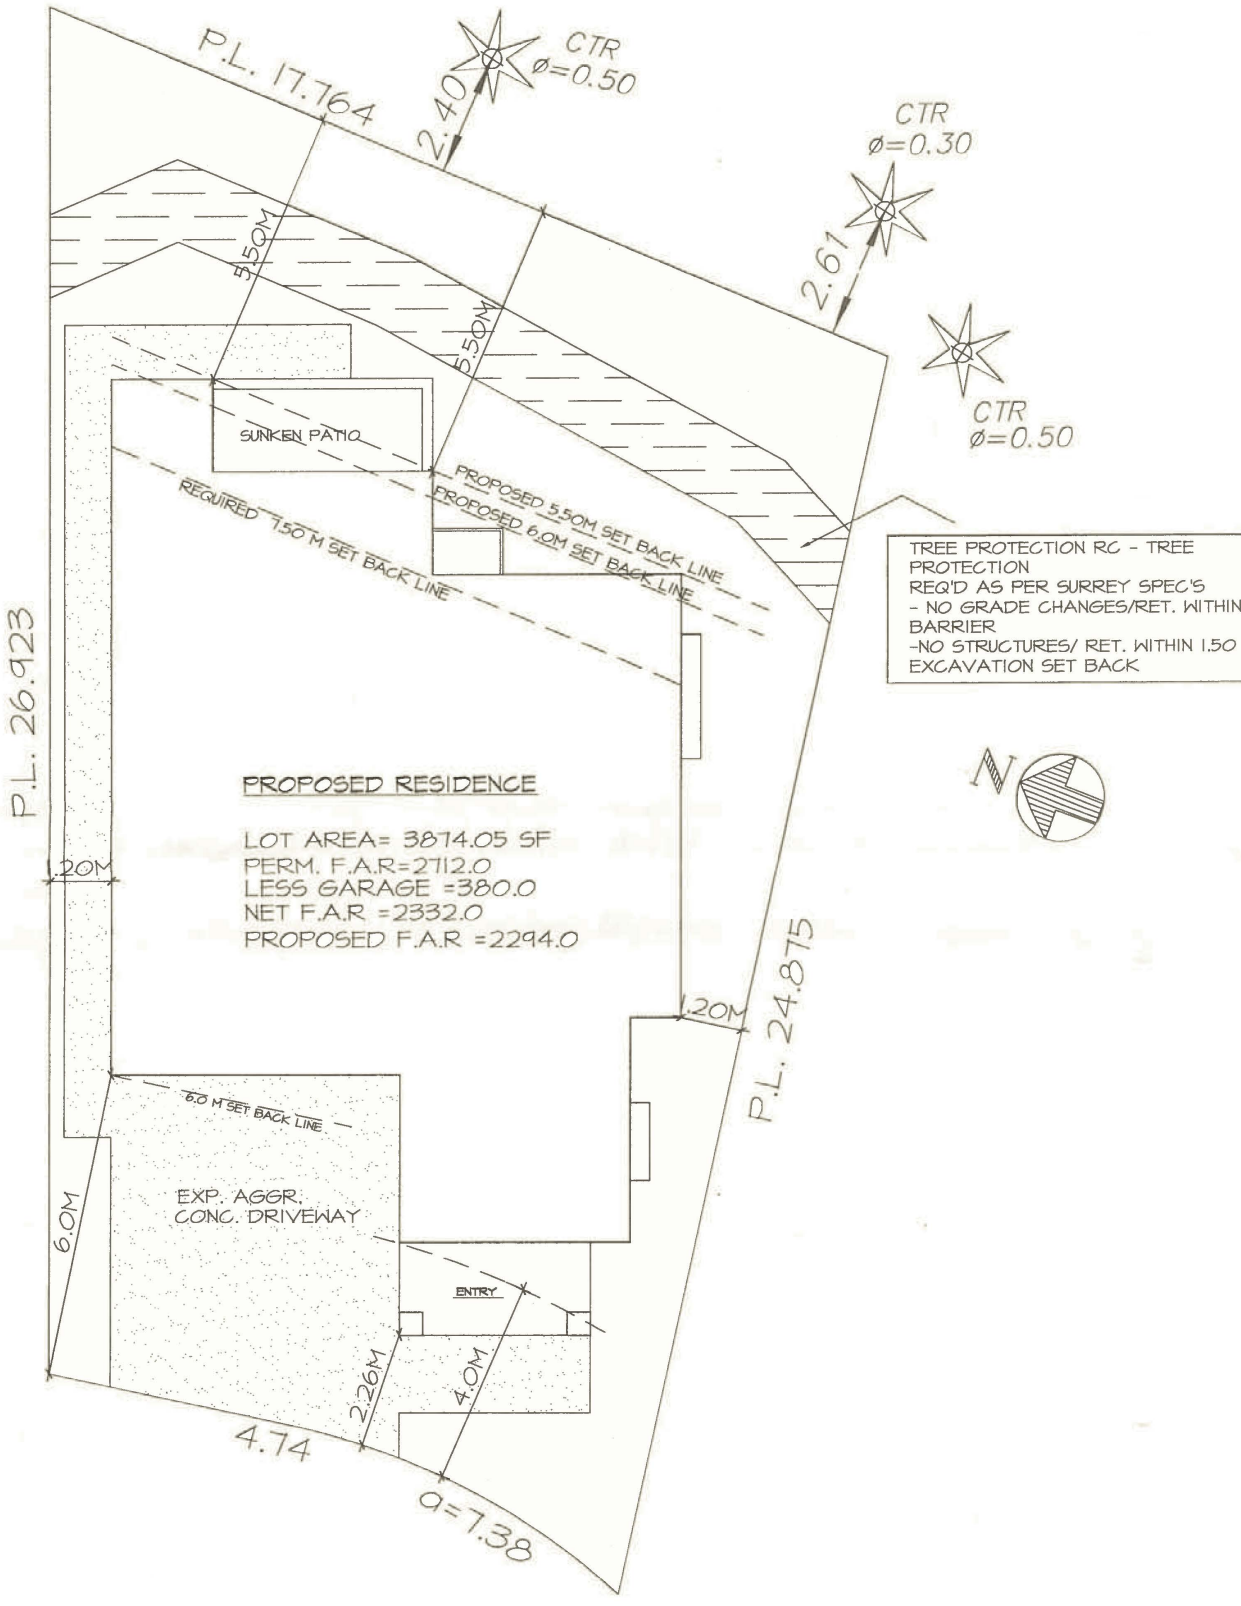 P.L. 17.764
CTR
ø=0.50
2.40
CTR
ø=0.30
2.61
CTR
ø=0.50
5.50M
5.50M
SUNKEN PATIO
PROPOSED 5.50M SET BACK LINE
PROPOSED 6.0M SET BACK LINE
REQUIRED 7.50 M SET BACK LINE
TREE PROTECTION RC - TREE
PROTECTION
REQ'D AS PER SURREY SPEC'S
- NO GRADE CHANGES/RET. WITHIN
BARRIER
-NO STRUCTURES/ RET. WITHIN 1.50
EXCAVATION SET BACK
P.L. 26.923
N
PROPOSED RESIDENCE
LOT AREA= 3874.05 SF
PERM. F.A.R=2712.0
LESS GARAGE =380.0
NET F.A.R =2332.0
PROPOSED F.A.R =2294.0
1.20M
1.20M
P.L. 24.875
6.0 M SET BACK LINE
6.0M
EXP. AGGR.
CONC. DRIVEWAY
ENTRY
2.26M
4.0M
4.74
a=7.38